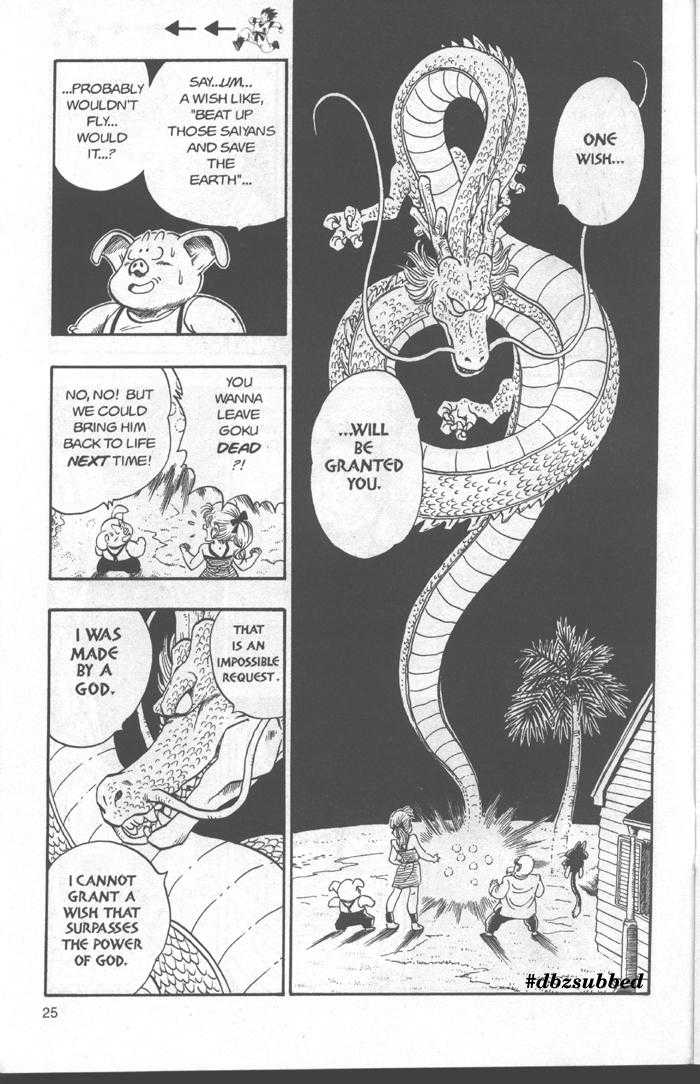 ONE
WISH...
...WILL
BE
GRANTED
YOU.
SAY...UM...
A WISH LIKE,
"BEAT UP
THOSE SAIYANS
AND SAVE
THE
EARTH"...
...PROBABLY
WOULDN'T
FLY...
WOULD
IT...?
YOU
WANNA
LEAVE
GOKU
DEAD
?!
NO, NO! BUT
WE COULD
BRING HIM
BACK TO LIFE
NEXT TIME!
THAT
IS AN
IMPOSSIBLE
REQUEST.
I WAS
MADE
BY A
GOD.
I CANNOT
GRANT A
WISH THAT
SURPASSES
THE POWER
OF GOD.
#dbzsubbed
25